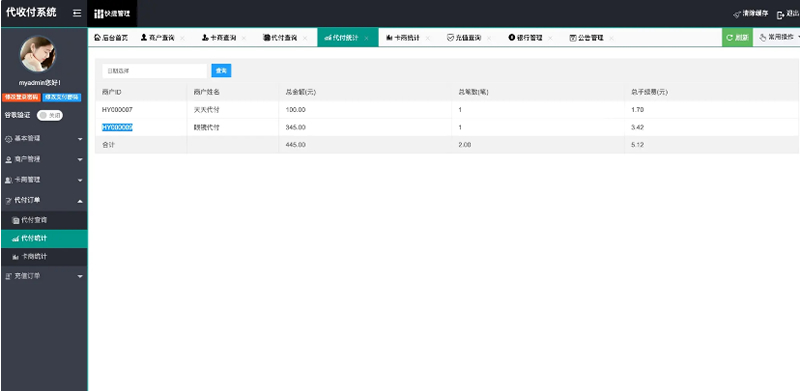 代收付系统
快捷管理
清除缓存
退出
后台首页
商户查询
卡商查询
代付查询
代付统计
卡商统计
充值查询
银行管理
公告管理
刷新
常用操作
myadmin您好!
修改登录密码
修改支付密码
谷歌验证
关闭
基本管理
商户管理
卡商管理
代付订单
代付查询
代付统计
卡商统计
充值订单
日期选择
查询
商户ID 商户姓名 总金额(元) 总笔数(笔) 总手续费(元)
HY000007 天天代付 100.00 1 1.70
HY000009 眼镜代付 345.00 1 3.42
合计 445.00 2.00 5.12